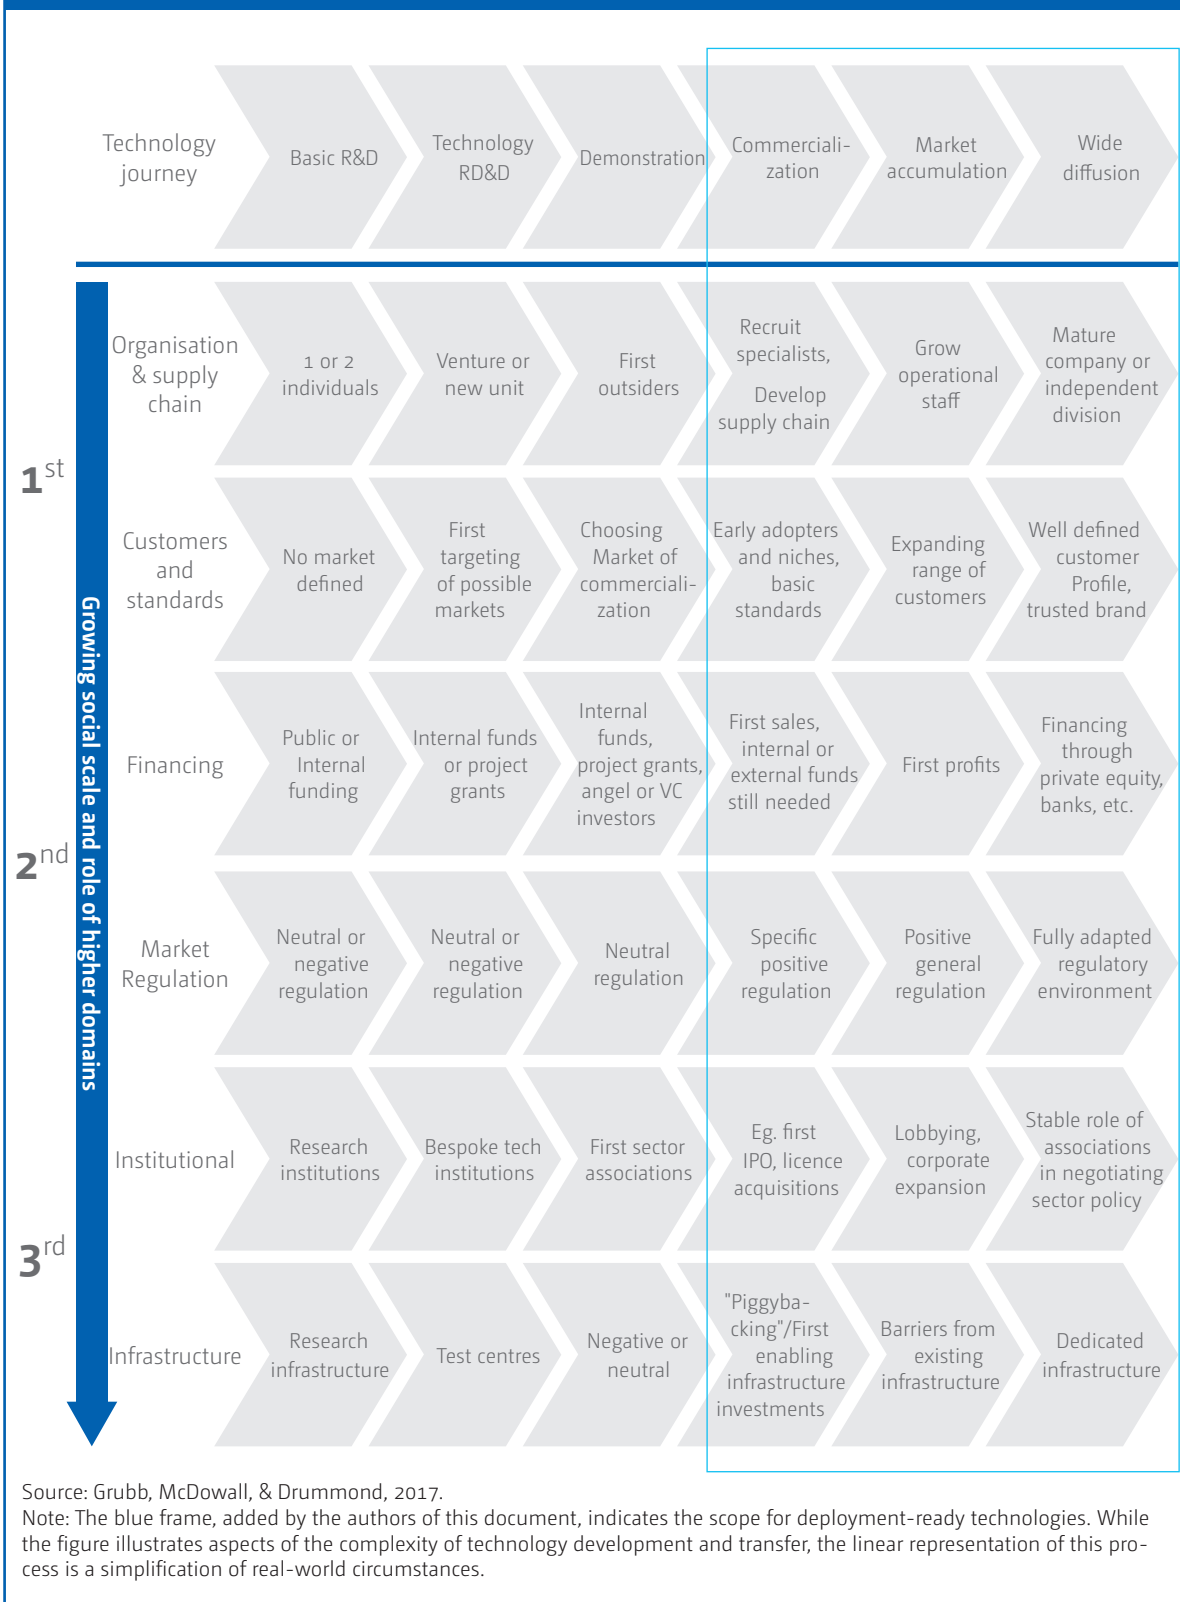 Technology
journey
Basic R&D
Technology
RD&D
Demonstration
Commerciali-
zation
Market
accumulation
Wide
diffusion
Growing social scale and role of higher domains
1st
2nd
3rd
Organisation
& supply
chain
1 or 2
individuals
Venture or
new unit
First
outsiders
Recruit
specialists,
Develop
supply chain
Grow
operational
staff
Mature
company or
independent
division
Customers
and
standards
No market
defined
First
targeting
of possible
markets
Choosing
Market of
commerciali-
zation
Early adopters
and niches,
basic
standards
Expanding
range of
customers
Well defined
customer
Profile,
trusted brand
Financing
Public or
Internal
funding
Internal funds
or project
grants
Internal
funds,
project grants,
angel or VC
investors
First sales,
internal or
external funds
still needed
First profits
Financing
through
private equity,
banks, etc.
Market
Regulation
Neutral or
negative
regulation
Neutral or
negative
regulation
Neutral
regulation
Specific
positive
regulation
Positive
general
regulation
Fully adapted
regulatory
environment
Institutional
Research
institutions
Bespoke tech
institutions
First sector
associations
Eg. first
IPO, licence
acquisitions
Lobbying,
corporate
expansion
Stable role of
associations
in negotiating
sector policy
Infrastructure
Research
infrastructure
Test centres
Negative or
neutral
"Piggyba-
cking"/First
enabling
infrastructure
investments
Barriers from
existing
infrastructure
Dedicated
infrastructure
Source: Grubb, McDowall, & Drummond, 2017.
Note: The blue frame, added by the authors of this document, indicates the scope for deployment-ready technologies. While
the figure illustrates aspects of the complexity of technology development and transfer, the linear representation of this pro-
cess is a simplification of real-world circumstances.